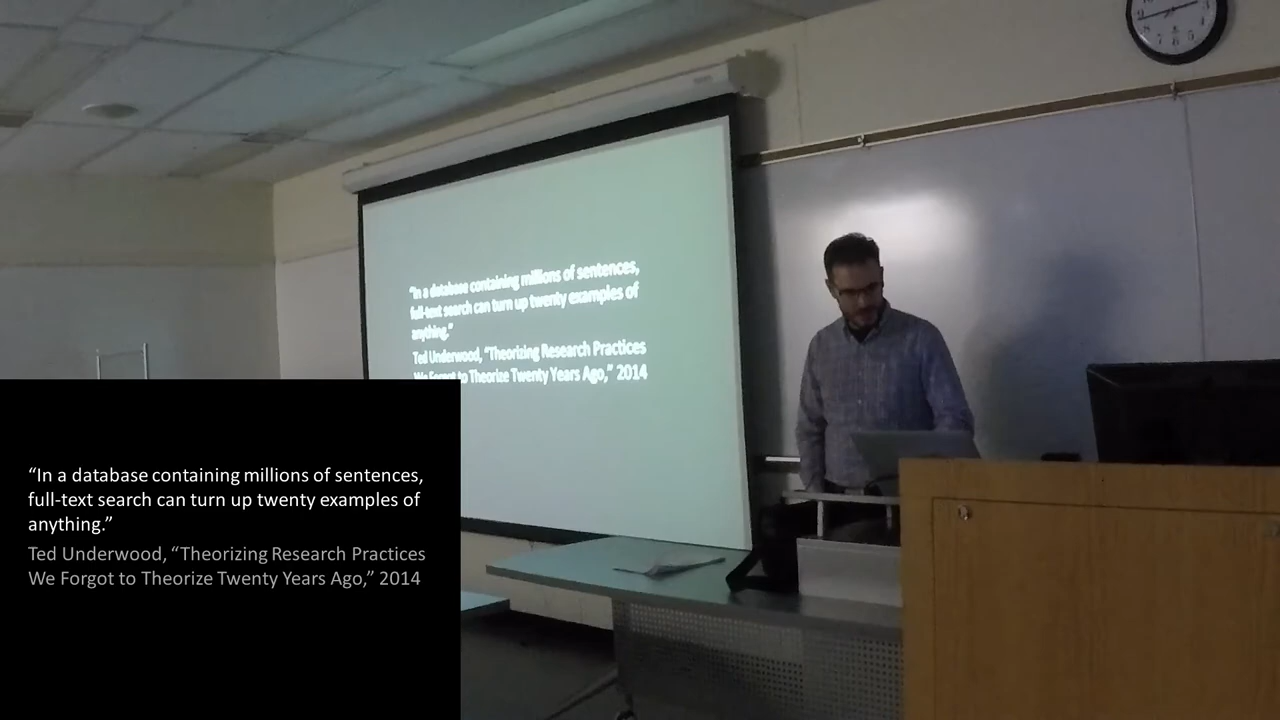 “In a database containing millions of sentences,
full-text search can turn up twenty examples of
anything.”
Ted Underwood, “Theorizing Research Practices
We Forgot to Theorize Twenty Years Ago,” 2014
“In a database containing millions of sentences,
full-text search can turn up twenty examples of
anything.”
Ted Underwood, “Theorizing Research Practices
We Forgot to Theorize Twenty Years Ago,” 2014